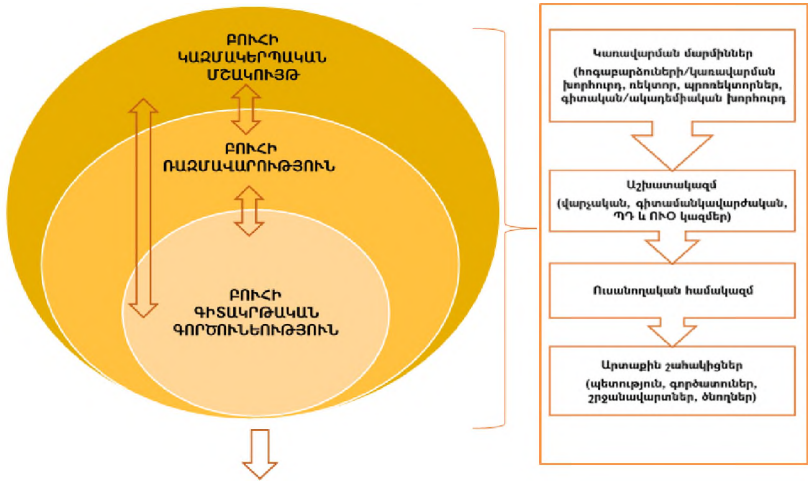 ԲՈՒՀԻ
ԿԱԶՄԱԿԵՐՊԱԿԱՆ
ՄՇԱԿՈՒՅԹ
ԲՈՒՀԻ
ՌԱԶՄԱՎԱՐՈՒԹՅՈՒՆ
ԲՈՒՀԻ
ԳԻՏԱԿՐԹԱԿԱՆ
ԳՈՐԾՈՒՆԵՈՒԹՅՈՒՆ
Կառավարման մարմիններ
(հոգաբարձուների/կառավարման
խորհուրդ, ռեկտոր, պրոռեկտորներ,
գիտական/ակադեմիական խորհուրդ
Աշխատակազմ
(վարչական, գիտամանկավարժական,
ՊԴ և ՈՒՕ կազմեր)
Ուսանողական համակազմ
Արտաքին շահակիցներ
(պետություն, գործատուներ,
շրջանավարտներ, ծնողներ)